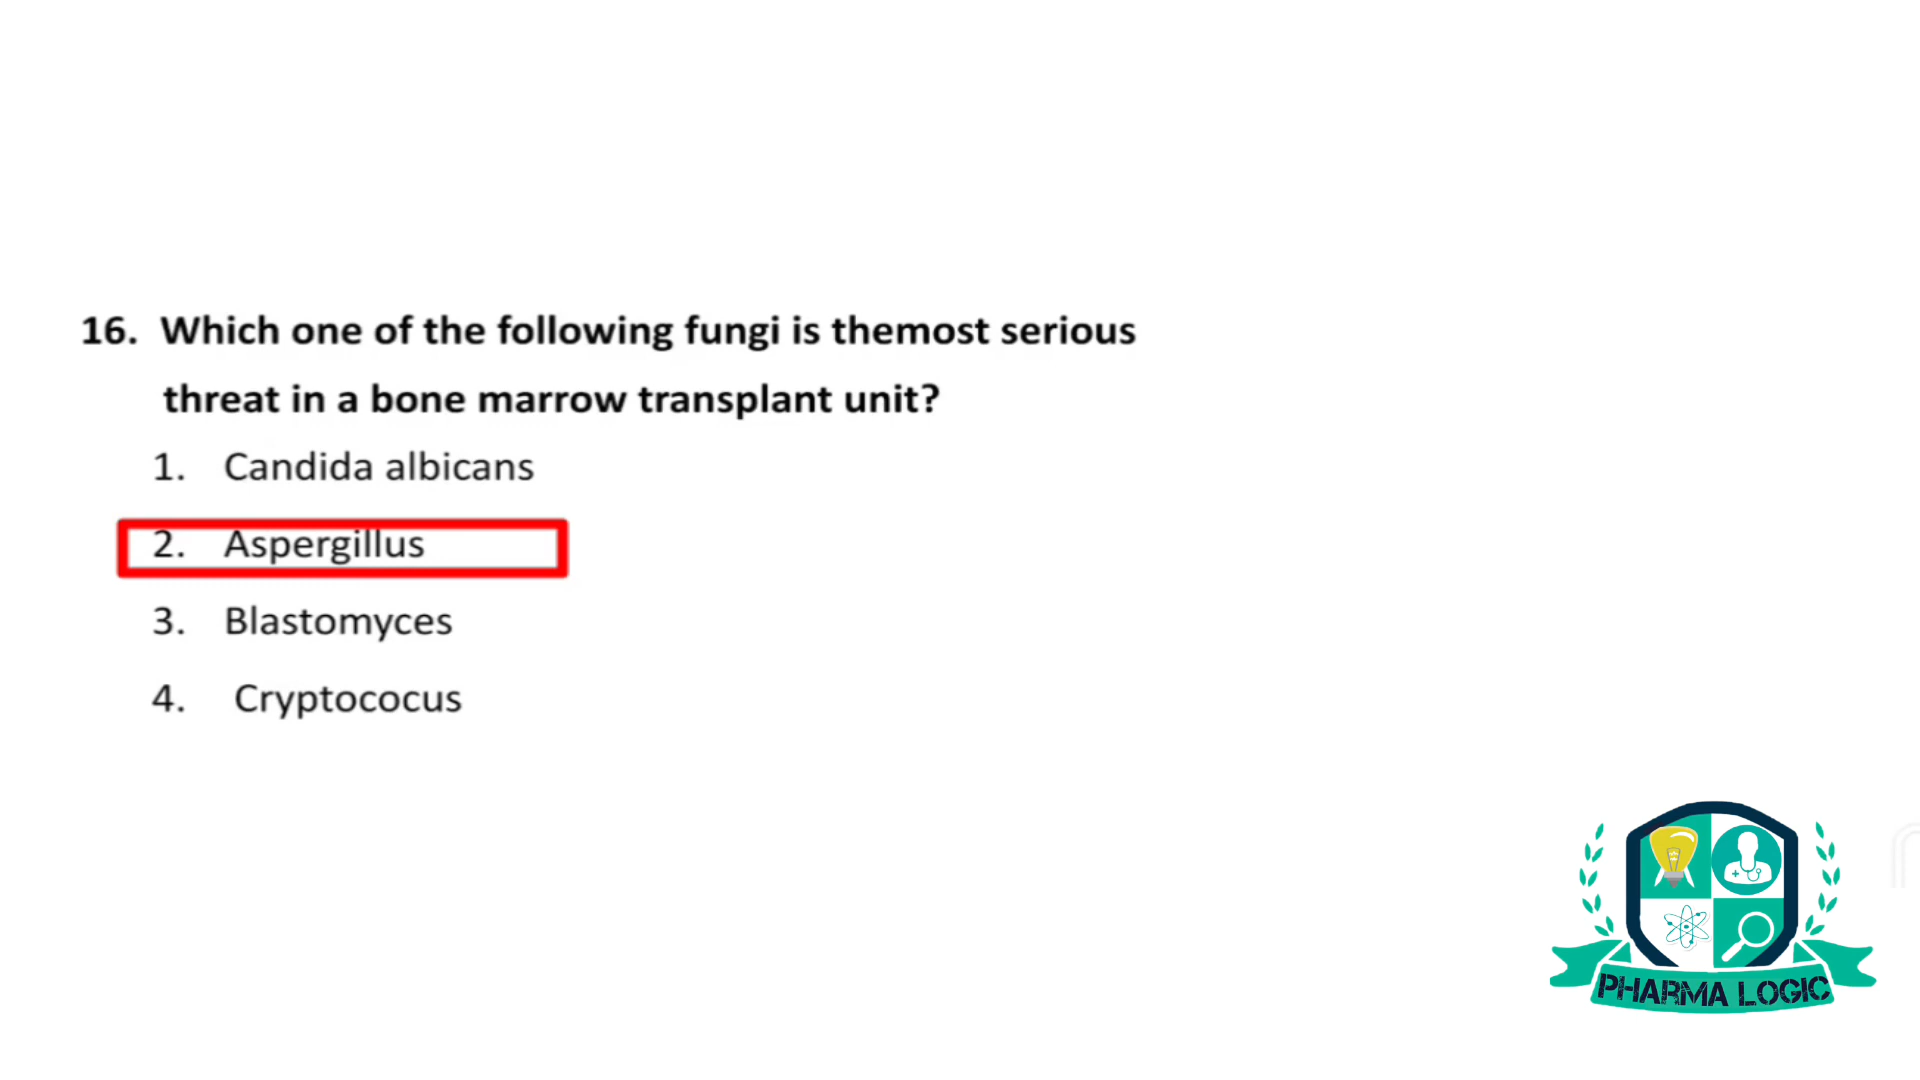 16. Which one of the following fungi is themost serious
threat in a bone marrow transplant unit?
1. Candida albicans
2. Aspergillus
3. Blastomyces
4. Cryptococus
PHARMA LOGIC